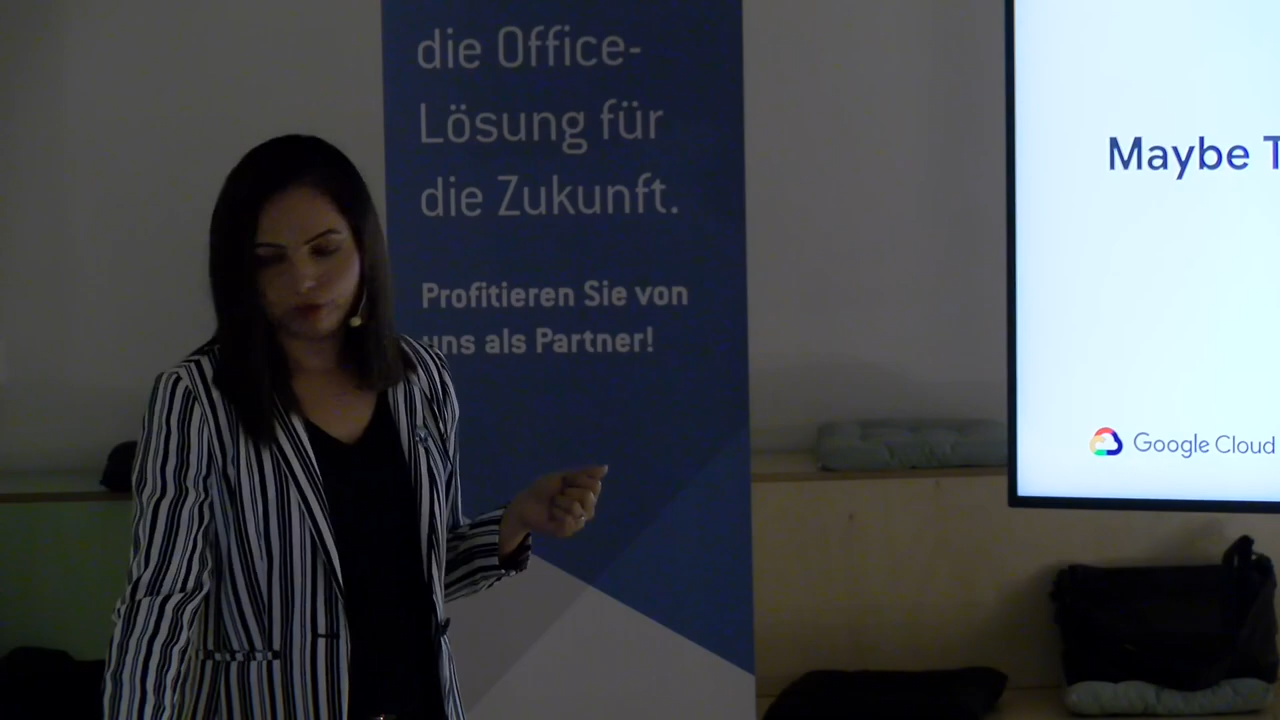 die Office-
Lösung für
die Zukunft.
Profitieren Sie von
uns als Partner!
Maybe T
Google Cloud